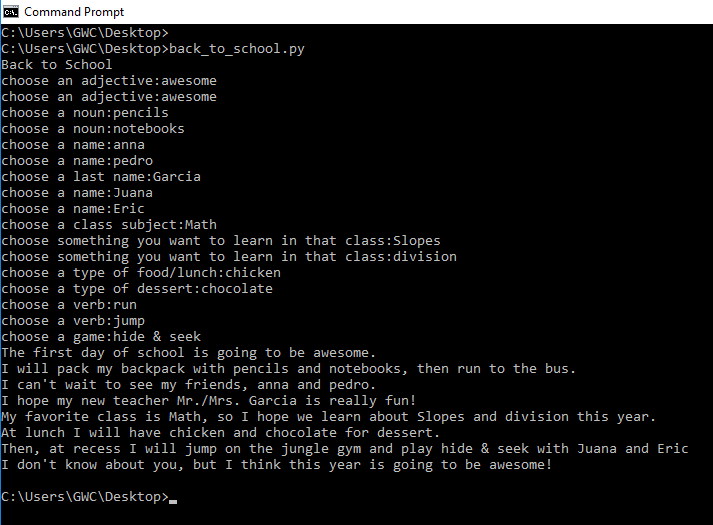 Command Prompt
C:\Users\GWC\Desktop>
C:\Users\GWC\Desktop>back_to_school.py
Back to School
choose an adjective:awesome
choose an adjective:awesome
choose a noun:pencils
choose a noun:notebooks
choose a name:anna
choose a name:pedro
choose a last name:Garcia
choose a name:Juana
choose a name:Eric
choose a class subject:Math
choose something you want to learn in that class:Slopes
choose something you want to learn in that class:division
choose a type of food/lunch:chicken
choose a type of dessert:chocolate
choose a verb:run
choose a verb:jump
choose a game:hide & seek
The first day of school is going to be awesome.
I will pack my backpack with pencils and notebooks, then run to the bus.
I can't wait to see my friends, anna and pedro.
I hope my new teacher Mr./Mrs. Garcia is really fun!
My favorite class is Math, so I hope we learn about Slopes and division this year.
At lunch I will have chicken and chocolate for dessert.
Then, at recess I will jump on the jungle gym and play hide & seek with Juana and Eric
I don't know about you, but I think this year is going to be awesome!
C:\Users\GWC\Desktop>